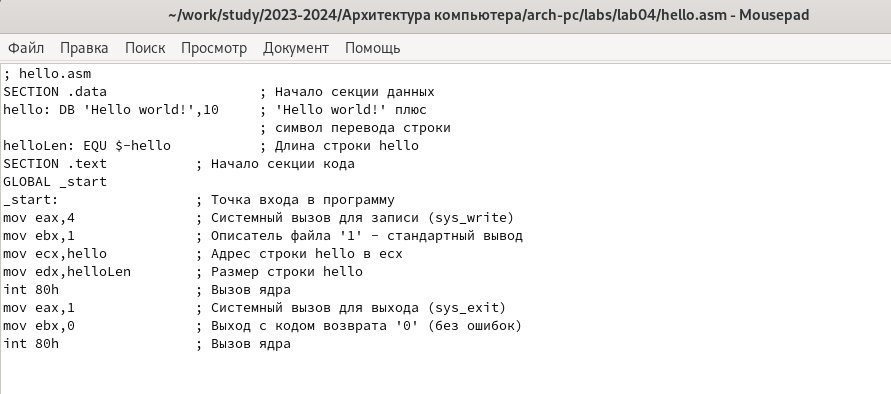 ~/work/study/2023-2024/Архитектура компьютера/arch-pc/labs/lab04/hello.asm - Mousepad
Файл Правка Поиск Просмотр Документ Помощь
; hello.asm
SECTION .data ; Начало секции данных
hello: DB 'Hello world!',10 ; 'Hello world!' плюс
; символ перевода строки
helloLen: EQU $-hello ; Длина строки hello
SECTION .text ; Начало секции кода
GLOBAL _start
_start: ; Точка входа в программу
mov eax,4 ; Системный вызов для записи (sys_write)
mov ebx,1 ; Описатель файла '1' - стандартный вывод
mov ecx,hello ; Адрес строки hello в ecx
mov edx,helloLen ; Размер строки hello
int 80h ; Вызов ядра
mov eax,1 ; Системный вызов для выхода (sys_exit)
mov ebx,0 ; Выход с кодом возврата '0' (без ошибок)
int 80h ; Вызов ядра